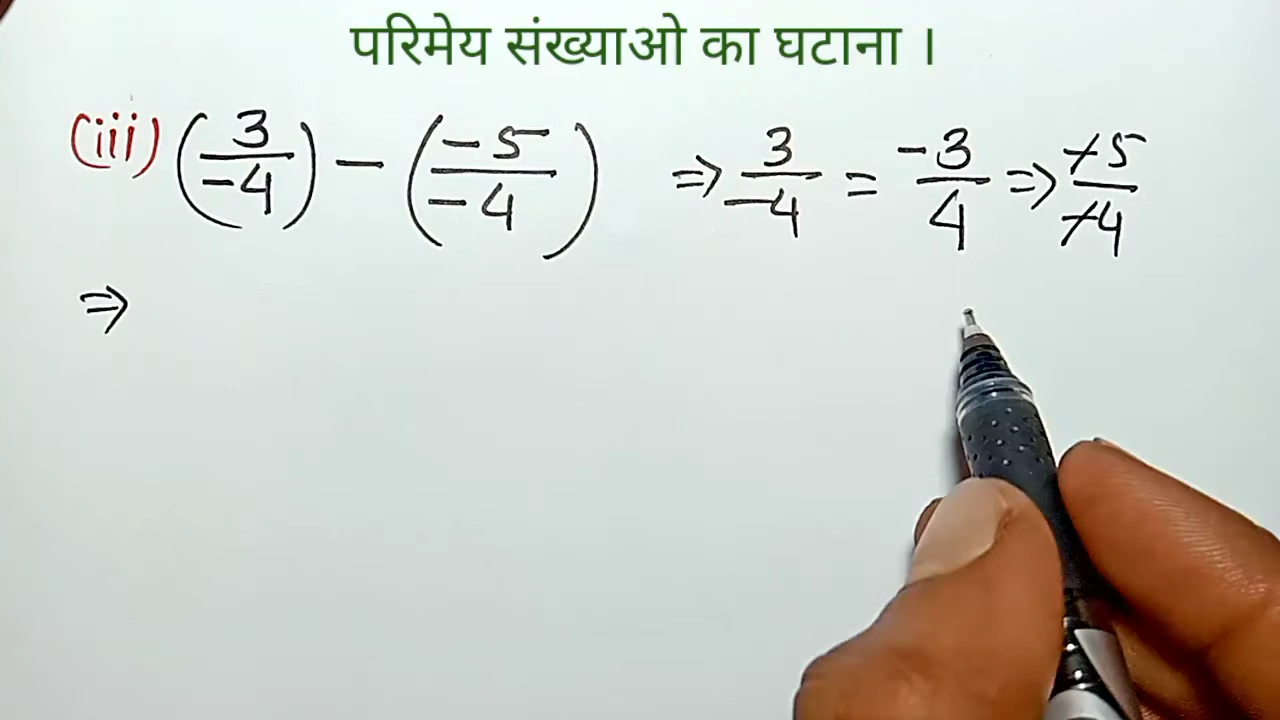 परिमेय संख्याओ का घटाना ।
(iii) (3/-4) - (-5/-4) ⇒ 3/-4 = -3/4 ⇒ -5/-4
⇒